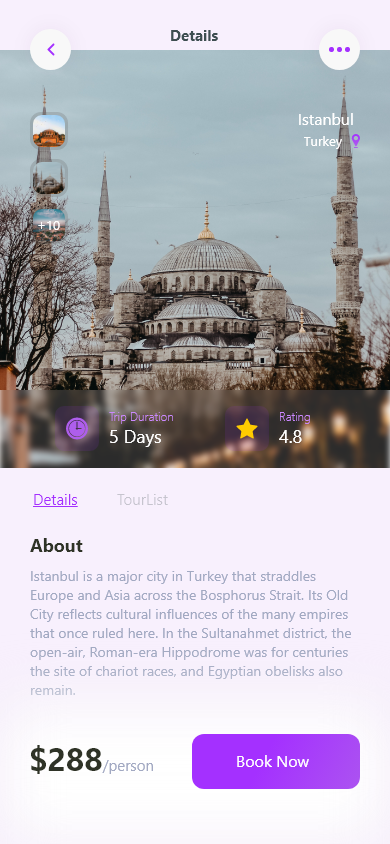 Details
Istanbul
Turkey
+10
Trip Duration
5 Days
Rating
4.8
Details
TourList
About
Istanbul is a major city in Turkey that straddles
Europe and Asia across the Bosphorus Strait. Its Old
City reflects cultural influences of the many empires
that once ruled here. In the Sultanahmet district, the
open-air, Roman-era Hippodrome was for centuries
the site of chariot races, and Egyptian obelisks also
remain.
$288/person
Book Now